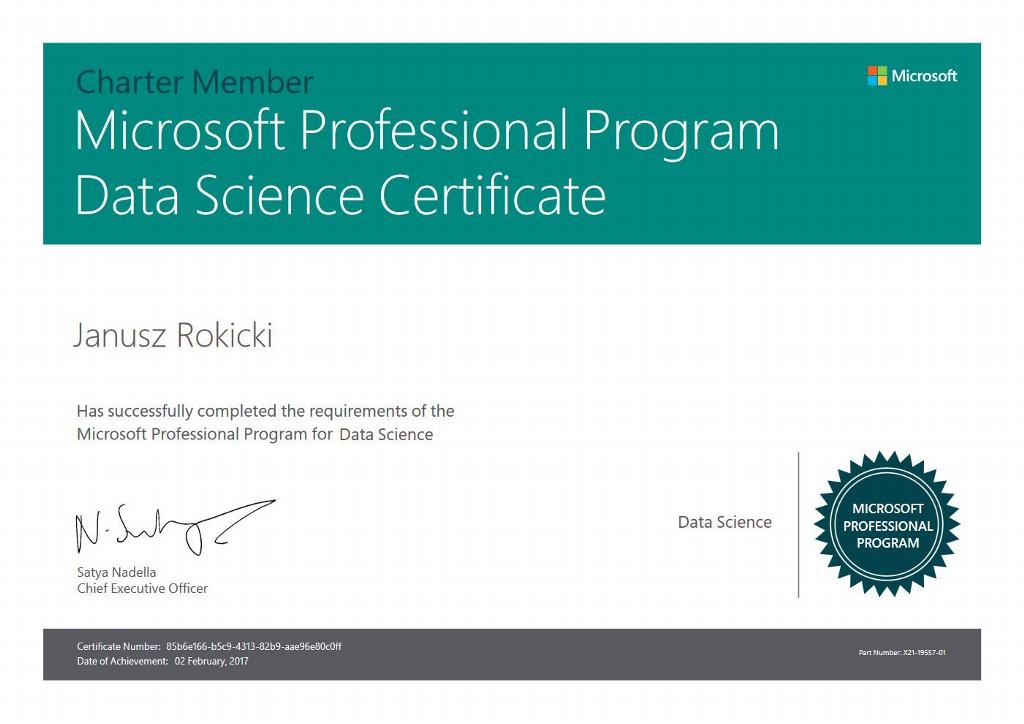 Charter Member
Microsoft
Microsoft Professional Program
Data Science Certificate
Janusz Rokicki
Has successfully completed the requirements of the
Microsoft Professional Program for Data Science
Satya Nadella
Chief Executive Officer
Data Science
MICROSOFT
PROFESSIONAL
PROGRAM
Certificate Number: 85b6e166-b5c9-4313-82b9-aae96e80c0ff
Date of Achievement: 02 February, 2017
Part Number: X21-19557-01